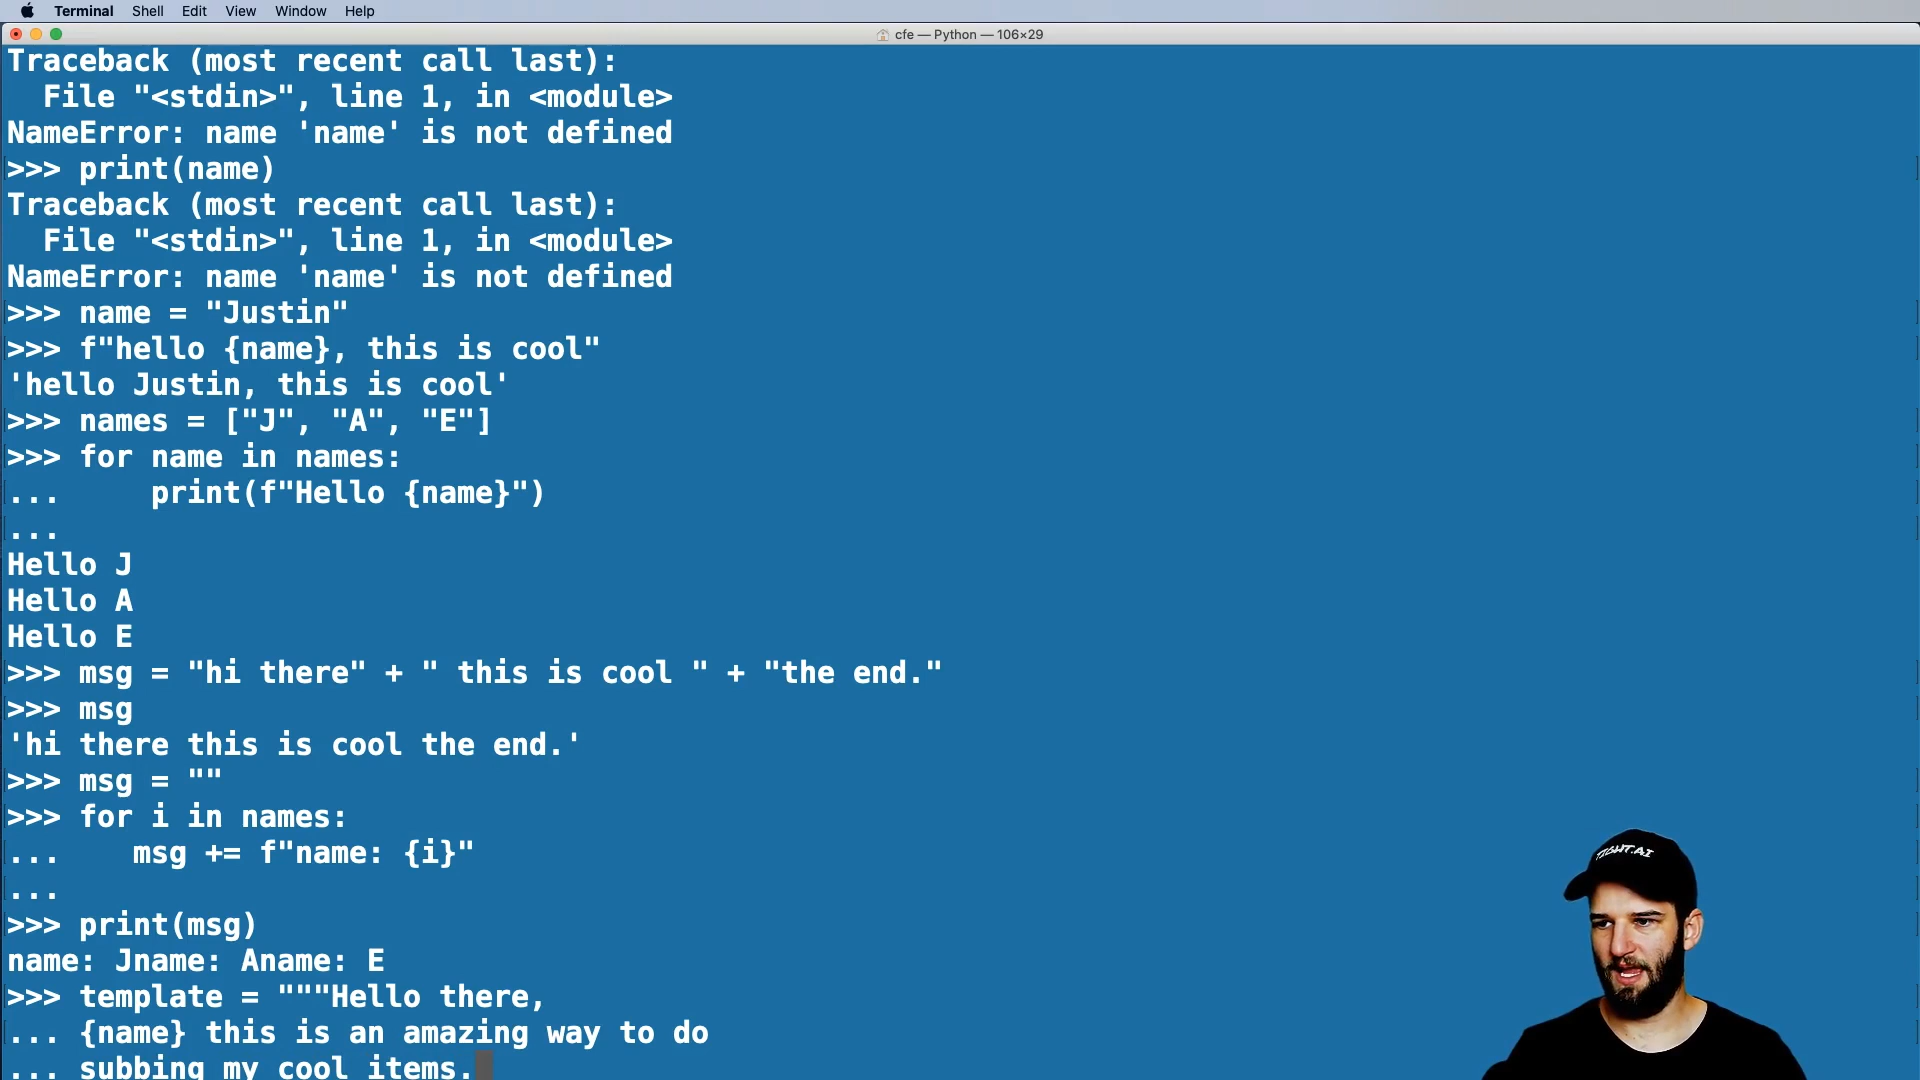 Terminal Shell Edit View Window Help
cfe — Python — 106×29
Traceback (most recent call last):
  File "<stdin>", line 1, in <module>
NameError: name 'name' is not defined
>>> print(name)
Traceback (most recent call last):
  File "<stdin>", line 1, in <module>
NameError: name 'name' is not defined
>>> name = "Justin"
>>> f"hello {name}, this is cool"
'hello Justin, this is cool'
>>> names = ["J", "A", "E"]
>>> for name in names:
...     print(f"Hello {name}")
...
Hello J
Hello A
Hello E
>>> msg = "hi there" + " this is cool " + "the end."
>>> msg
'hi there this is cool the end.'
>>> msg = ""
>>> for i in names:
...    msg += f"name: {i}"
...
>>> print(msg)
name: Jname: Aname: E
>>> template = """Hello there,
... {name} this is an amazing way to do
... subbing my cool items.